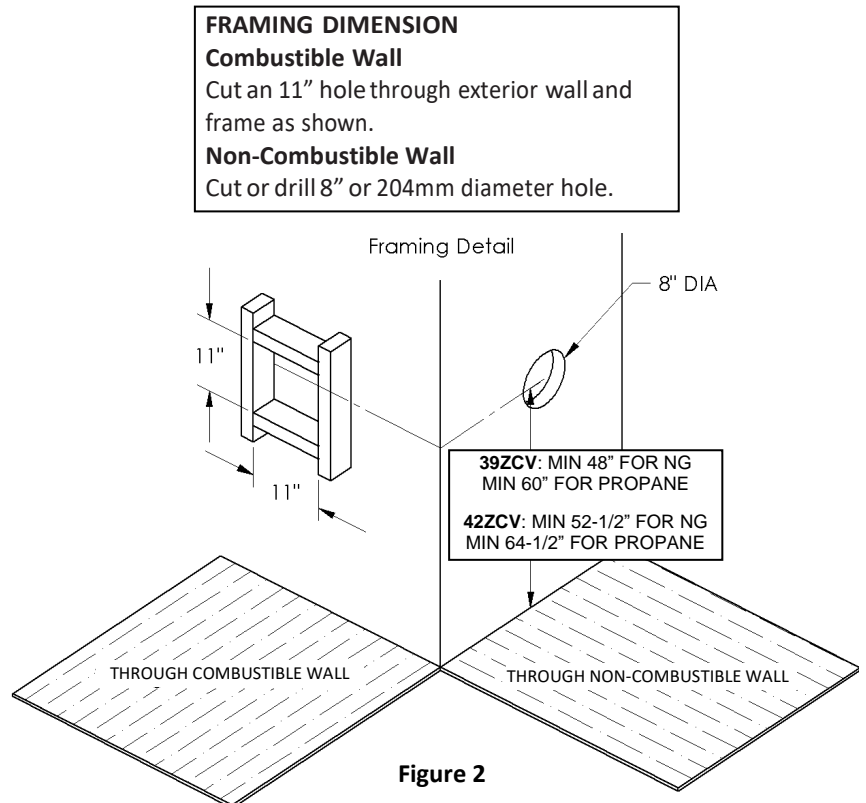 FRAMING DIMENSION
Combustible Wall
Cut an 11” hole through exterior wall and
frame as shown.
Non-Combustible Wall
Cut or drill 8” or 204mm diameter hole.
Framing Detail
8" DIA
11"
11"
39ZCV: MIN 48” FOR NG
MIN 60” FOR PROPANE
42ZCV: MIN 52-1/2” FOR NG
MIN 64-1/2” FOR PROPANE
THROUGH COMBUSTIBLE WALL
THROUGH NON-COMBUSTIBLE WALL
Figure 2